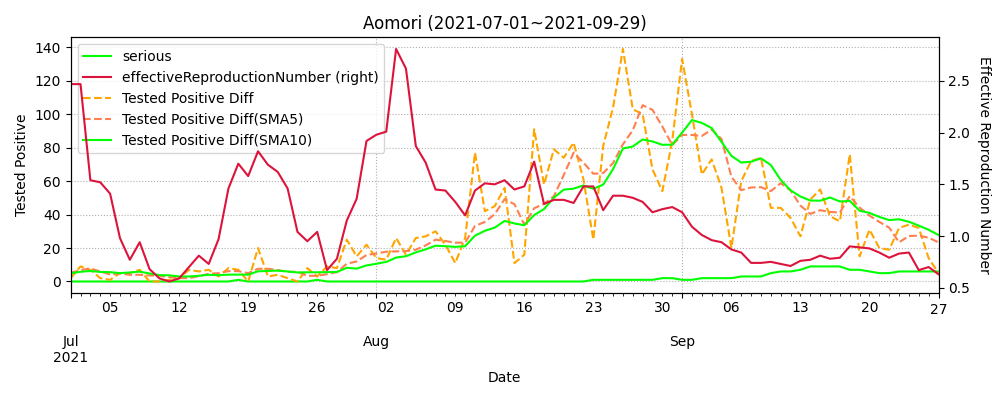 Aomori (2021-07-01~2021-09-29)
serious
effectiveReproductionNumber (right)
Tested Positive Diff
Tested Positive Diff(SMA5)
Tested Positive Diff(SMA10)
Tested Positive
140
120
100
80
60
40
20
0
2.5
2.0
1.5
1.0
0.5
Effective Reproduction Number
05 12 19 26 02 09 16 23 30 06 13 20 27
Jul Aug Sep
2021
Date